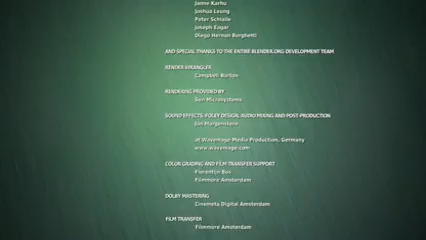 Janne Karhu
Joshua Leung
Peter Schlaile
Joseph Eagar
Diego Hernan Borghetti
AND SPECIAL THANKS TO THE ENTIRE BLENDER.ORG DEVELOPMENT TEAM
RENDER WRANGLER
Campbell Barton
RENDERING PROVIDED BY
Sun Microsystems
SOUND EFFECTS, FOLEY DESIGN, AUDIO MIXING AND POST-PRODUCTION
Jan Morgenstern
at Wavemage Media Production, Germany
www.wavemage.com
COLOR GRADING AND FILM TRANSFER SUPPORT
Florentijn Bos
Filmmore Amsterdam
DOLBY MASTERING
Cinemeta Digital Amsterdam
FILM TRANSFER
Filmmore Amsterdam